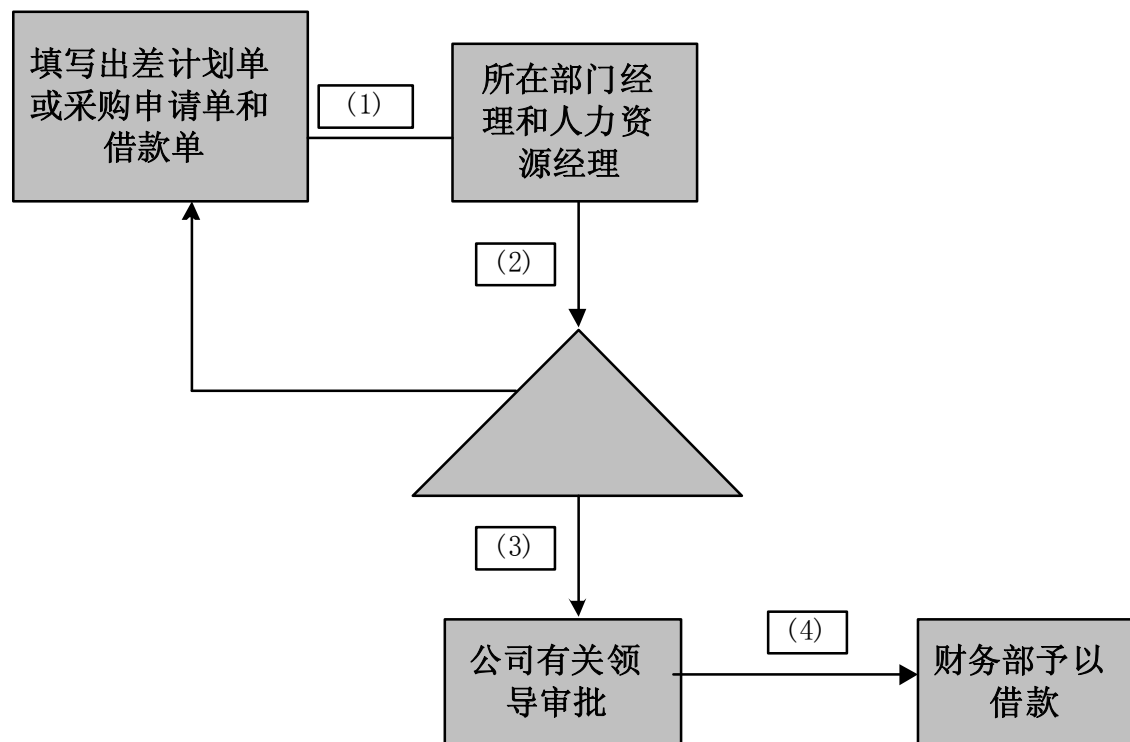 填写出差计划单
或采购申请单和
借款单
(1)
所在部门经
理和人力资
源经理
(2)
(3)
公司有关领
导审批
(4)
财务部予以
借款